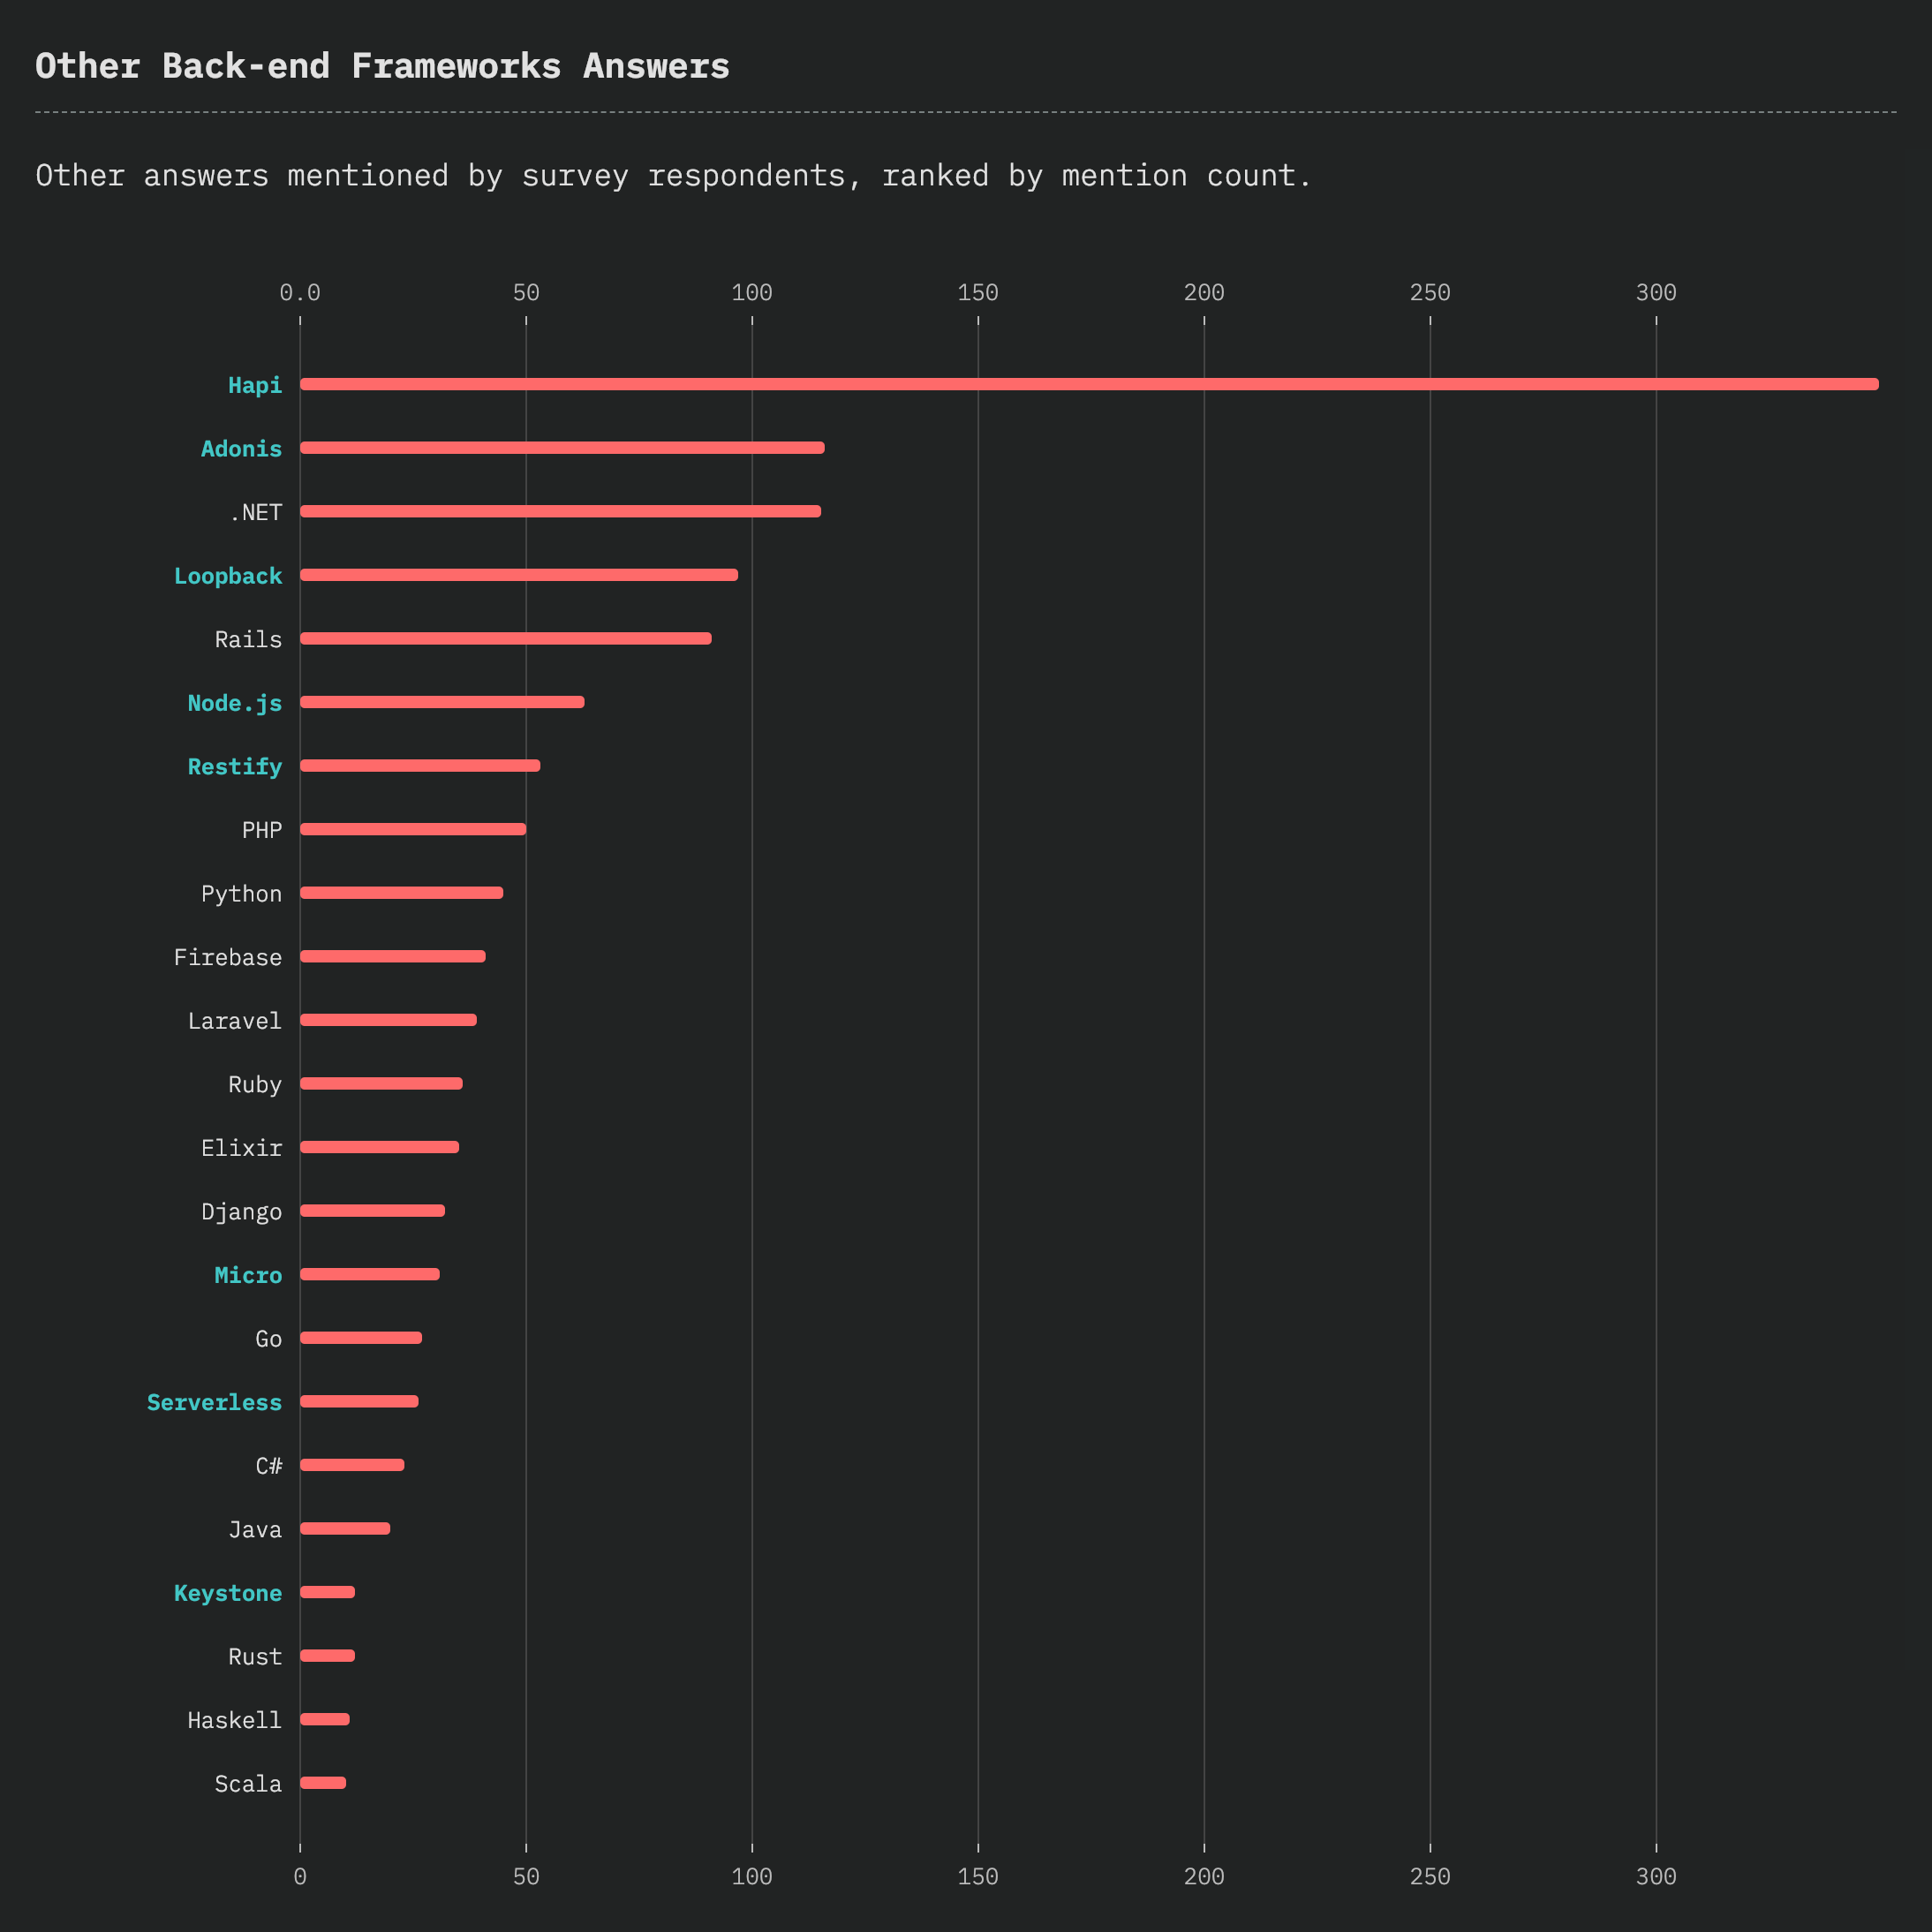 Other Back-end Frameworks Answers
Other answers mentioned by survey respondents, ranked by mention count.
0.0 50 100 150 200 250 300
Hapi
Adonis
.NET
Loopback
Rails
Node.js
Restify
PHP
Python
Firebase
Laravel
Ruby
Elixir
Django
Micro
Go
Serverless
C#
Java
Keystone
Rust
Haskell
Scala
0 50 100 150 200 250 300